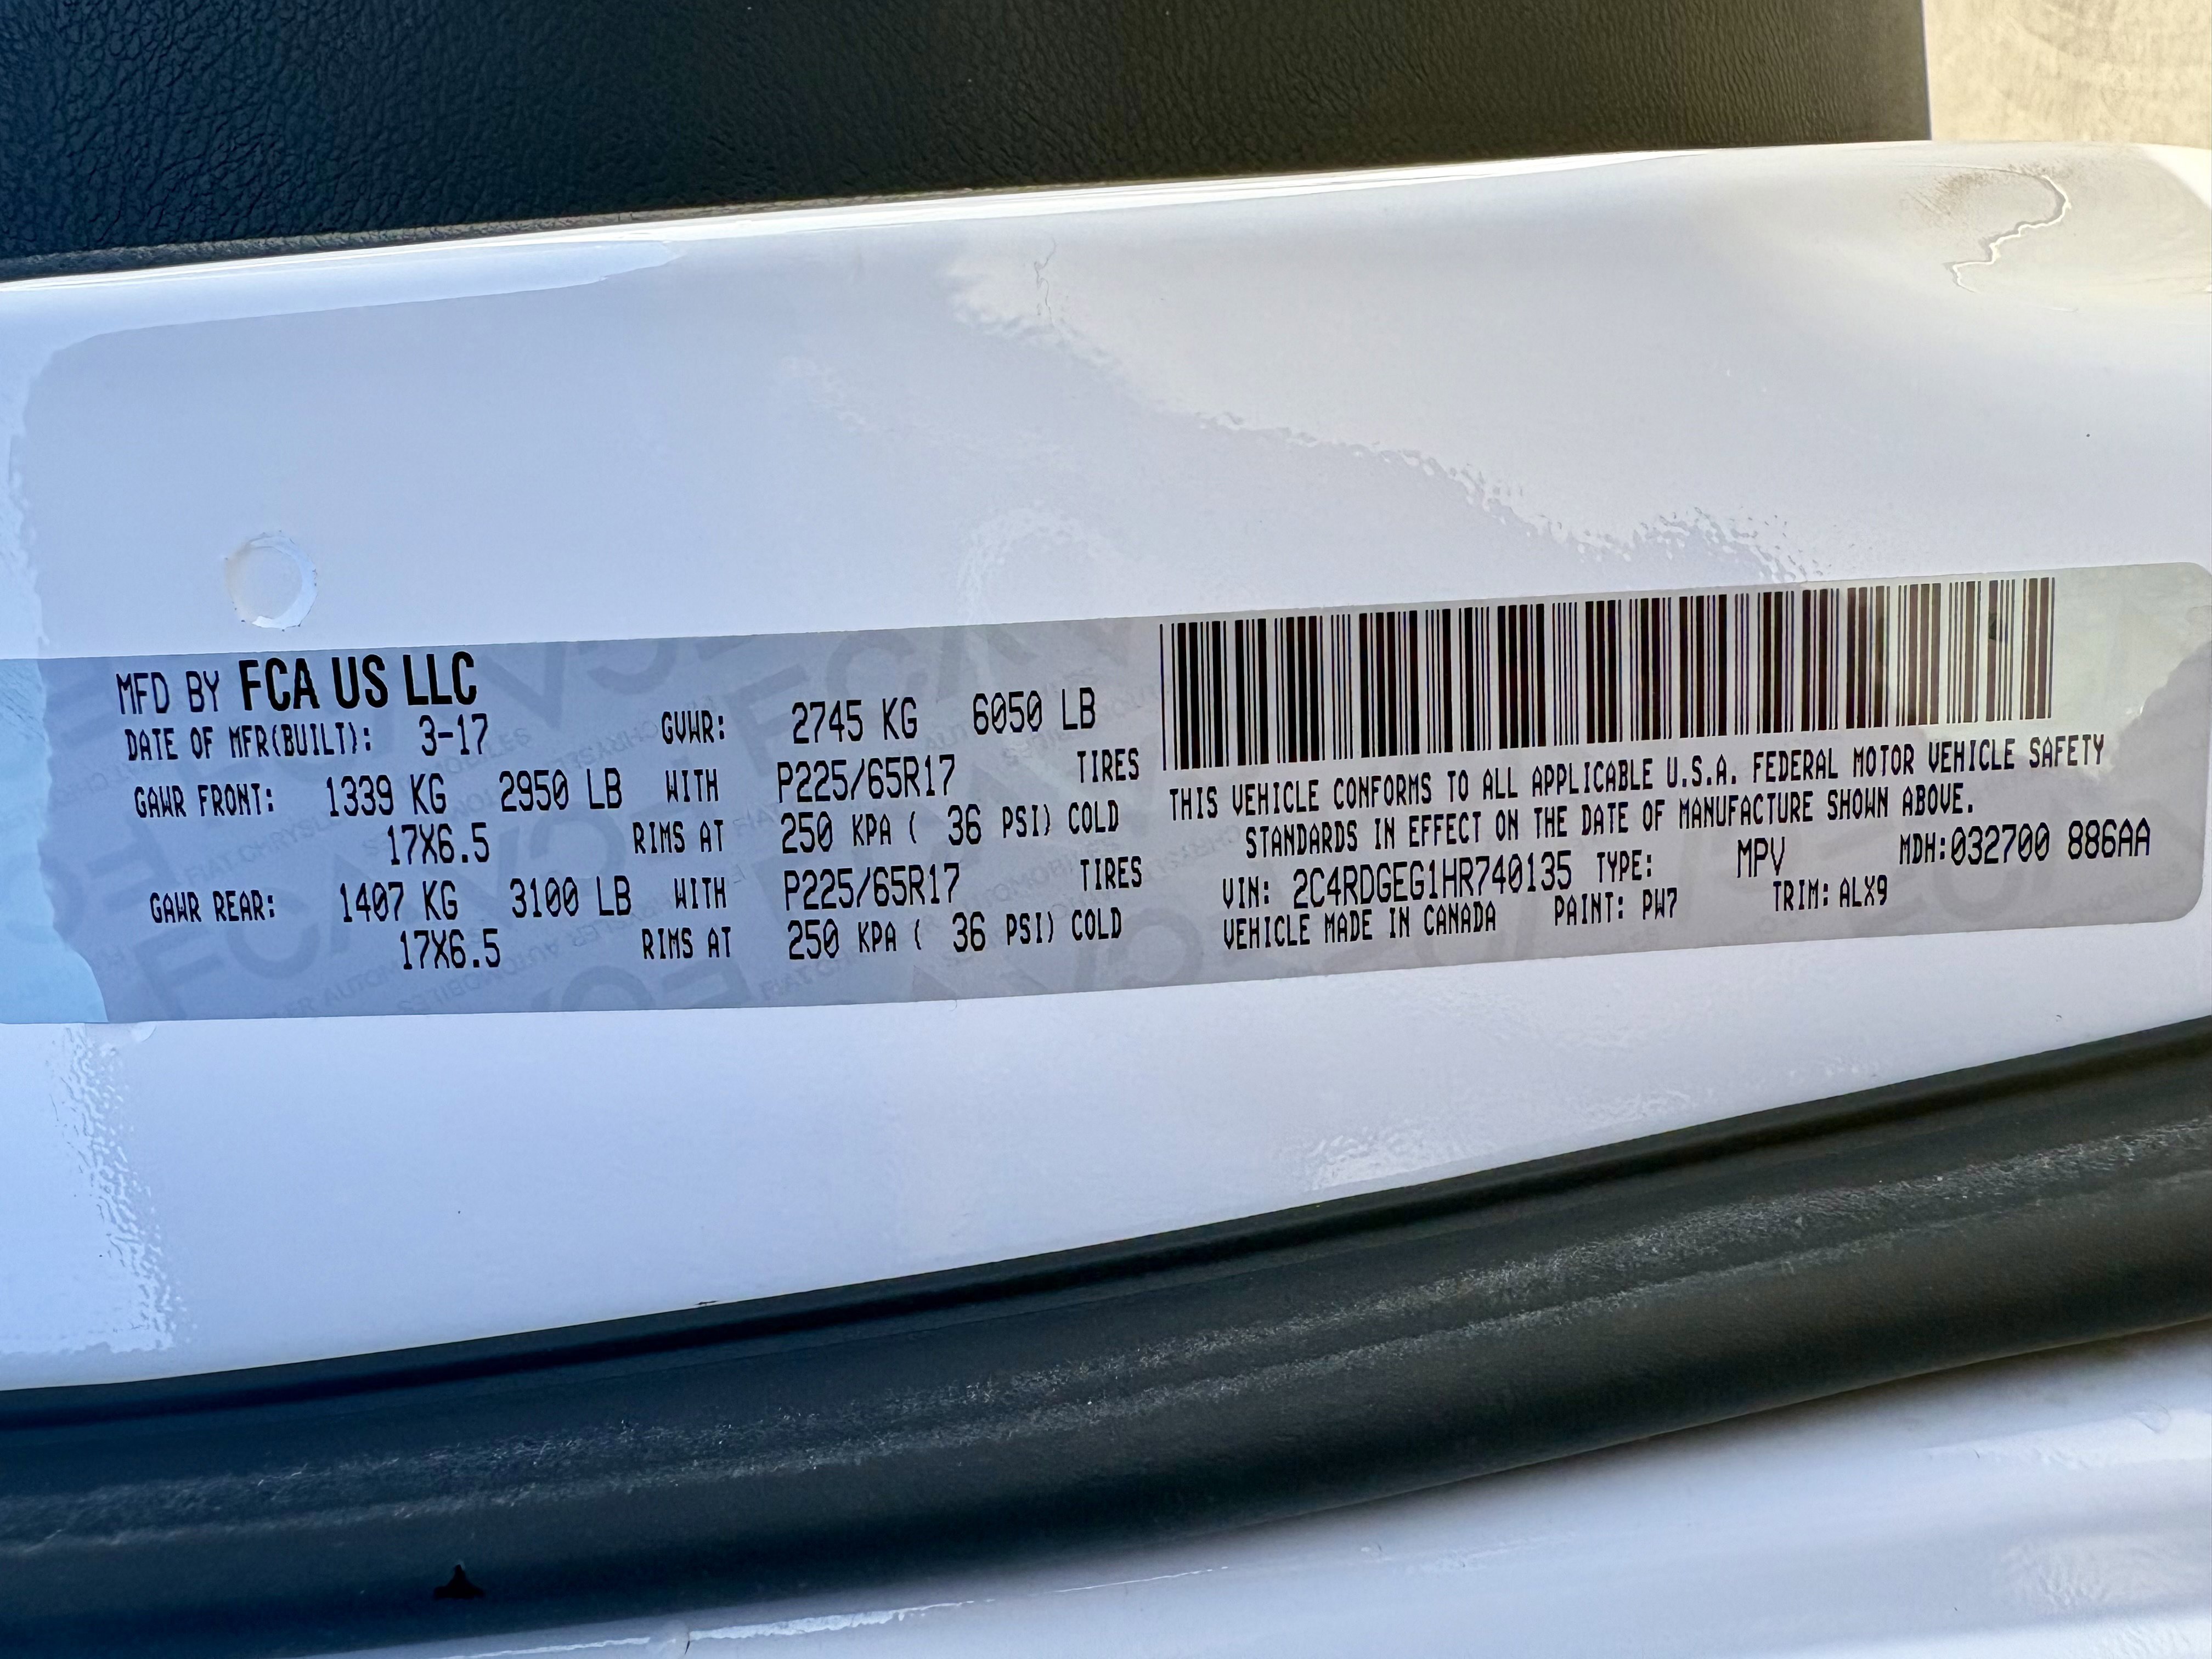 MFD BY FCA US LLC
DATE OF MFR(BUILT): 3-17 GVWR: 2745 KG 6050 LB
GAWR FRONT: 1339 KG 2950 LB WITH P225/65R17 TIRES
17X6.5 RIMS AT 250 KPA ( 36 PSI) COLD
GAWR REAR: 1407 KG 3100 LB WITH P225/65R17 TIRES
17X6.5 RIMS AT 250 KPA ( 36 PSI) COLD
THIS VEHICLE CONFORMS TO ALL APPLICABLE U.S.A. FEDERAL MOTOR VEHICLE SAFETY
STANDARDS IN EFFECT ON THE DATE OF MANUFACTURE SHOWN ABOVE.
VIN: 2C4RDGEG1HR740135 TYPE: MPV MDH:032700 886AA
VEHICLE MADE IN CANADA PAINT: PW7 TRIM: ALX9